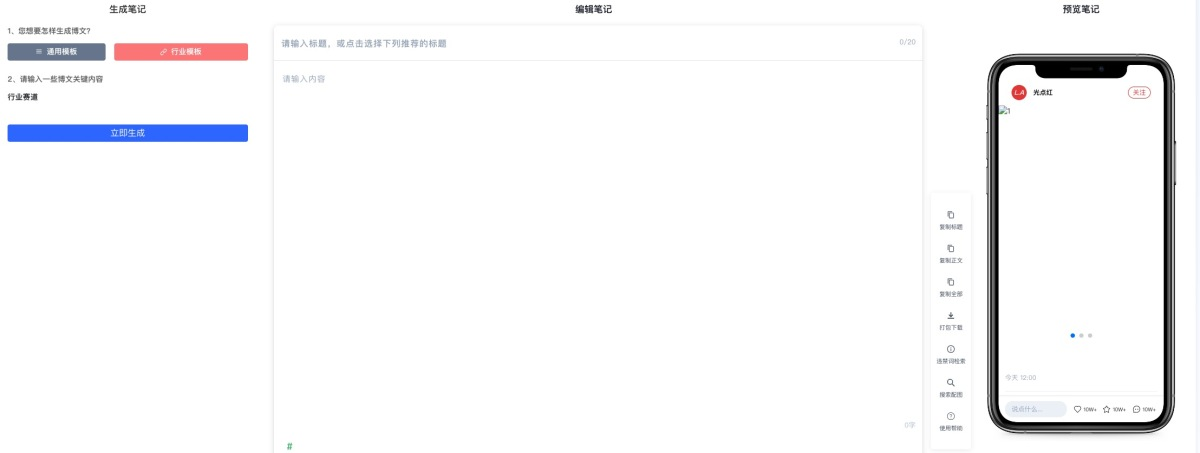 生成笔记
1、您想要怎样生成博文?
通用模板
行业模板
2、请输入一些博文关键内容
行业赛道
立即生成
编辑笔记
请输入标题，或点击选择下列推荐的标题
0/20
请输入内容
0字
#
复制标题
复制正文
复制全部
打包下载
违禁词检索
搜索配图
使用帮助
预览笔记
LA
光点红
关注
1
今天 12:00
说点什么...
10W+
10W+
10W+